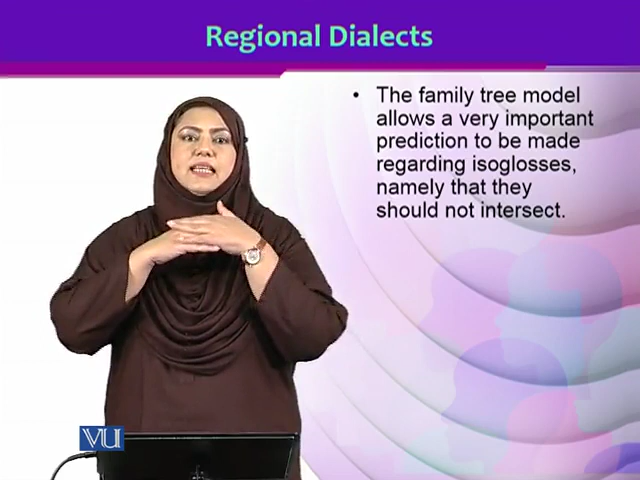 Regional Dialects
• The family tree model
allows a very important
prediction to be made
regarding isoglosses,
namely that they
should not intersect.
VU